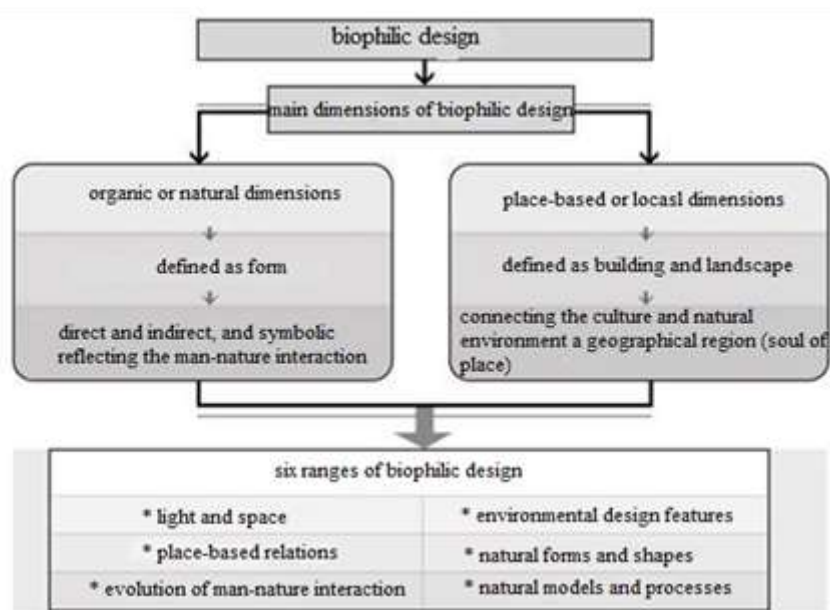 biophilic design
main dimensions of biophilic design
organic or natural dimensions
defined as form
direct and indirect, and symbolic
reflecting the man-nature interaction
place-based or locasl dimensions
defined as building and landscape
connecting the culture and natural
environment a geographical region (soul of
place)
six ranges of biophilic design
* light and space
* environmental design features
* place-based relations
* natural forms and shapes
* evolution of man-nature interaction
* natural models and processes